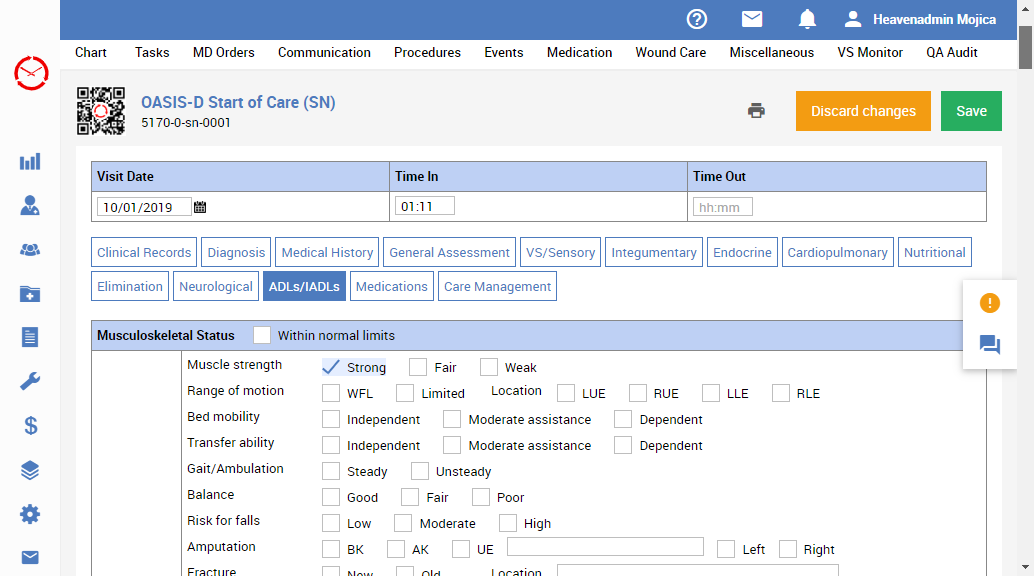 Heavenadmin Mojica
Chart Tasks MD Orders Communication Procedures Events Medication Wound Care Miscellaneous VS Monitor QA Audit
OASIS-D Start of Care (SN)
5170-0-sn-0001
Discard changes Save
Visit Date Time In Time Out
10/01/2019 01:11 hh:mm
Clinical Records Diagnosis Medical History General Assessment VS/Sensory Integumentary Endocrine Cardiopulmonary Nutritional
Elimination Neurological ADLs/IADLs Medications Care Management
Musculoskeletal Status Within normal limits
Muscle strength Strong Fair Weak
Range of motion WFL Limited Location LUE RUE LLE RLE
Bed mobility Independent Moderate assistance Dependent
Transfer ability Independent Moderate assistance Dependent
Gait/Ambulation Steady Unsteady
Balance Good Fair Poor
Risk for falls Low Moderate High
Amputation BK AK UE Left Right
Fracture New Old Location